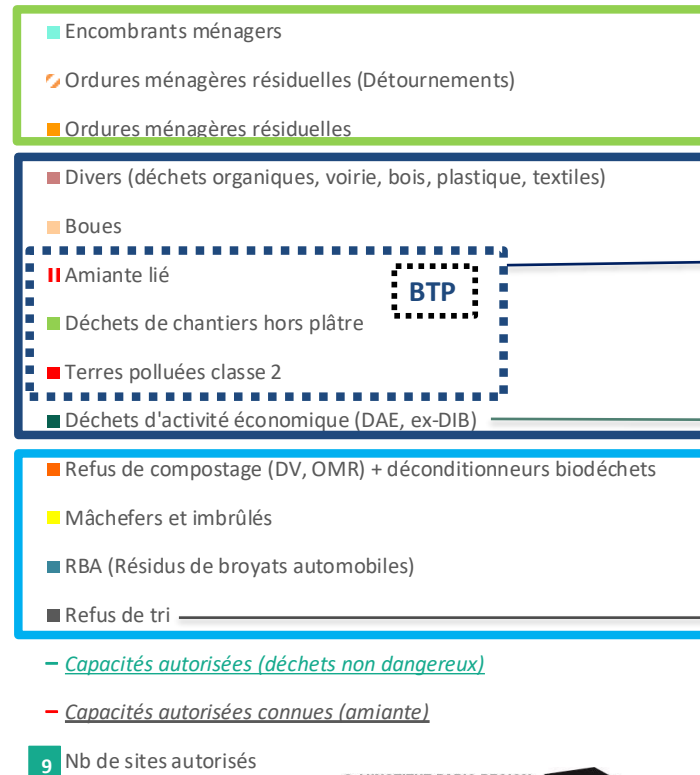 Encombrants ménagers
Ordures ménagères résiduelles (Détournements)
Ordures ménagères résiduelles
Divers (déchets organiques, voirie, bois, plastique, textiles)
Boues
Amiante lié
BTP
Déchets de chantiers hors plâtre
Terres polluées classe 2
Déchets d'activité économique (DAE, ex-DIB)
Refus de compostage (DV, OMR) + déconditionneurs biodéchets
Mâchefers et imbrûlés
RBA (Résidus de broyats automobiles)
Refus de tri
Capacités autorisées (déchets non dangereux)
Capacités autorisées connues (amiante)
9 Nb de sites autorisés